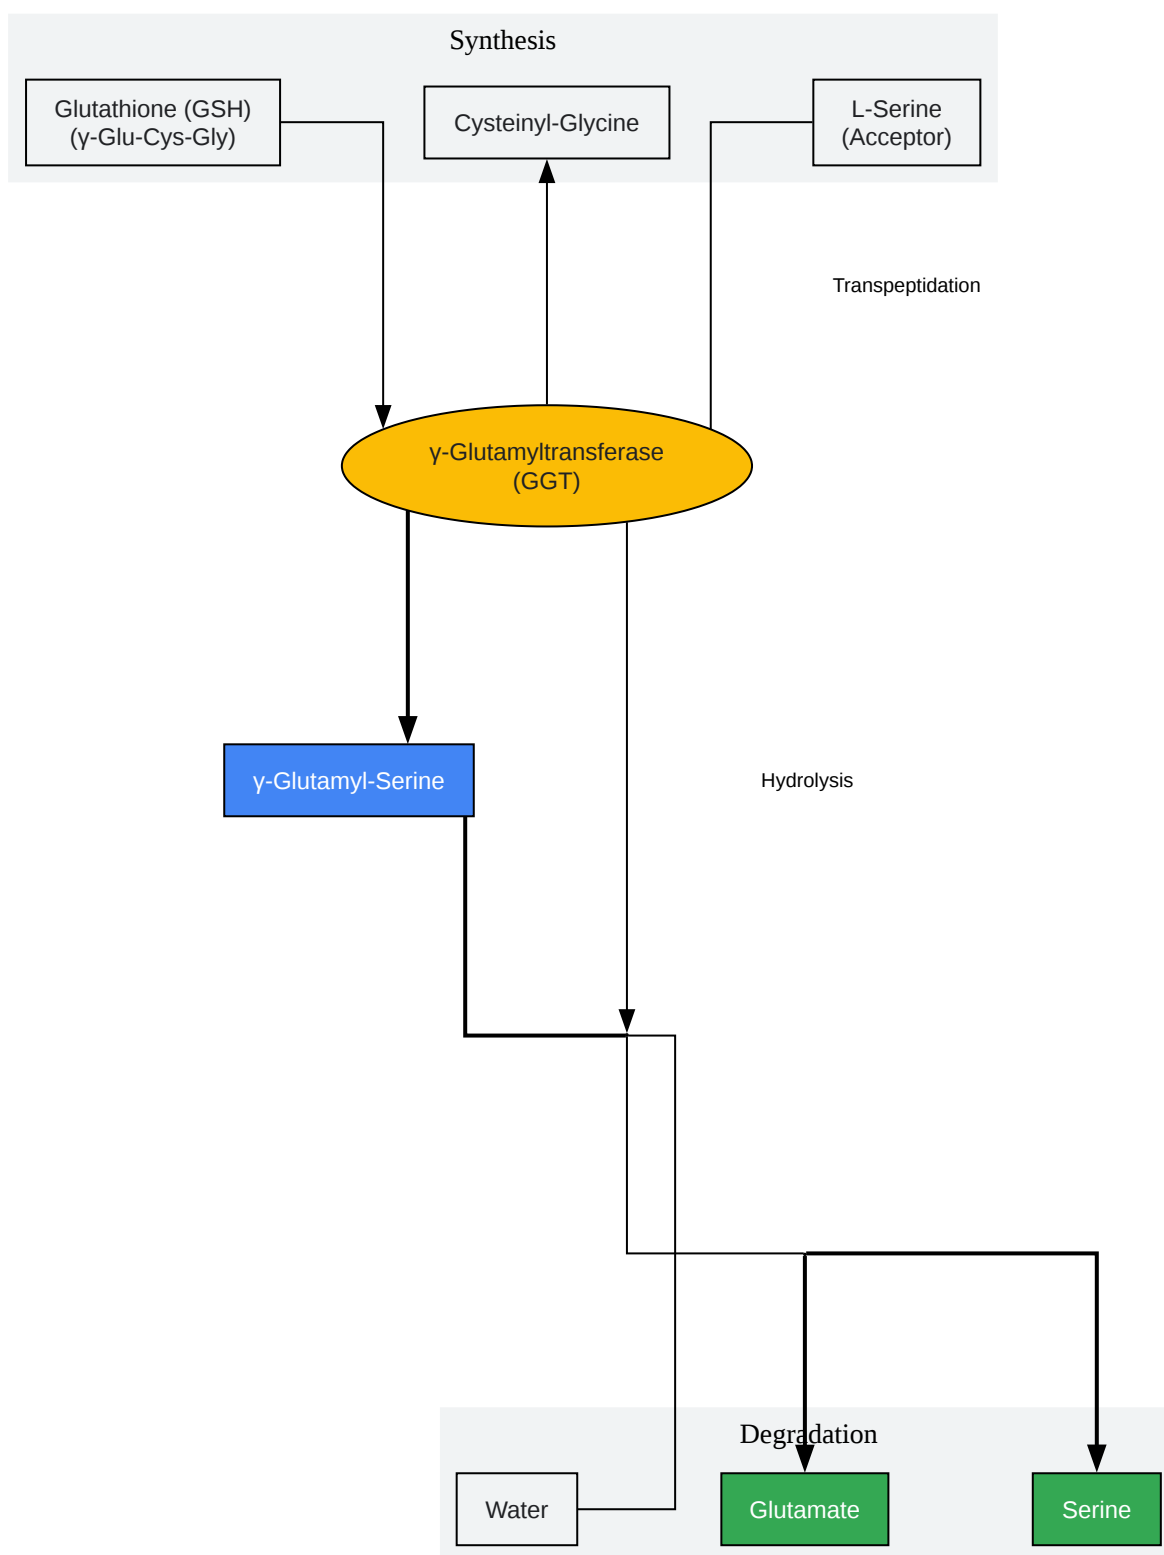 Synthesis
Glutathione (GSH)
(γ-Glu-Cys-Gly)
Cysteinyl-Glycine
L-Serine
(Acceptor)
Transpeptidation
γ-Glutamyltransferase
(GGT)
γ-Glutamyl-Serine
Hydrolysis
Degradation
Water
Glutamate
Serine